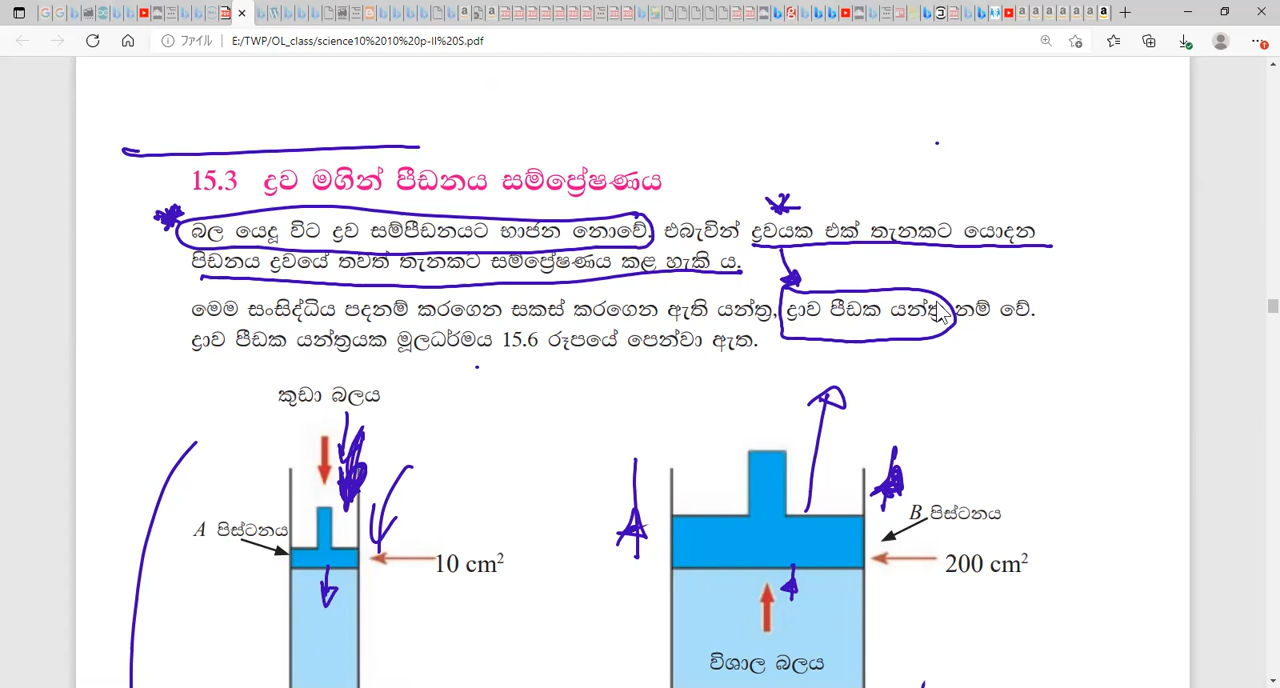 ファイル E:/TWP/OL_class/science10%2010%20p-II%20S.pdf
15.3 ද්‍රව මගින් පීඩනය සම්ප්‍රේෂණය
බල යෙදූ විට ද්‍රව සම්පීඩනයට භාජන නොවේ. එබැවින් ද්‍රවයක එක් තැනකට යොදන
පීඩනය ද්‍රවයේ තවත් තැනකට සම්ප්‍රේෂණය කළ හැකි ය.
මෙම සංසිද්ධිය පදනම් කරගෙන සකස් කරගෙන ඇති යන්ත්‍ර, ද්‍රාව පීඩක යන්ත්‍ර නම් වේ.
ද්‍රාව පීඩක යන්ත්‍රයක මූලධර්මය 15.6 රූපයේ පෙන්වා ඇත.
කුඩා බලය
A පිස්ටනය
10 cm²
B පිස්ටනය
200 cm²
විශාල බලය